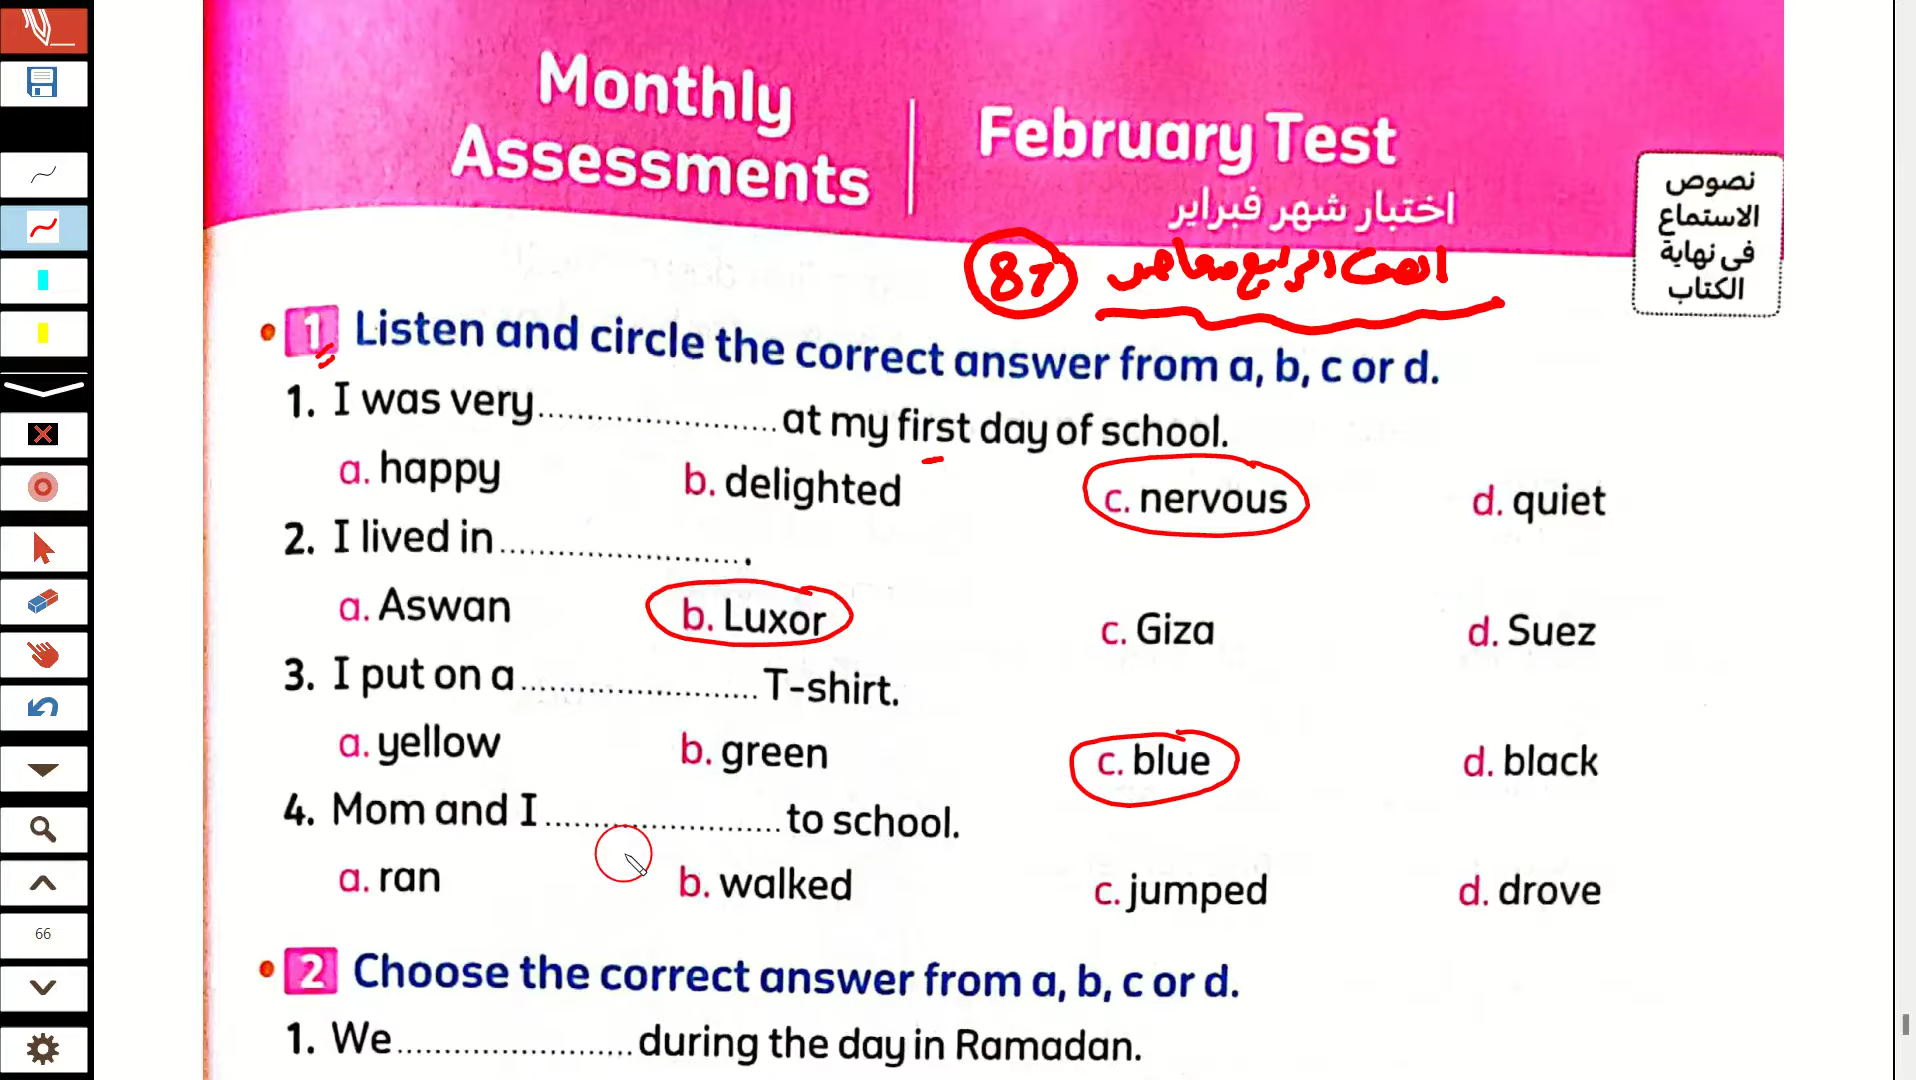 Monthly
Assessments
February Test
اختبار شهر فبراير
نصوص
الاستماع
فى نهاية
الكتاب
87 الصف الرابع معاصر
1 Listen and circle the correct answer from a, b, c or d.
1. I was very ........................ at my first day of school.
a. happy b. delighted c. nervous d. quiet
2. I lived in ........................ .
a. Aswan b. Luxor c. Giza d. Suez
3. I put on a ........................ T-shirt.
a. yellow b. green c. blue d. black
4. Mom and I ........................ to school.
a. ran b. walked c. jumped d. drove
2 Choose the correct answer from a, b, c or d.
1. We ........................ during the day in Ramadan.
66